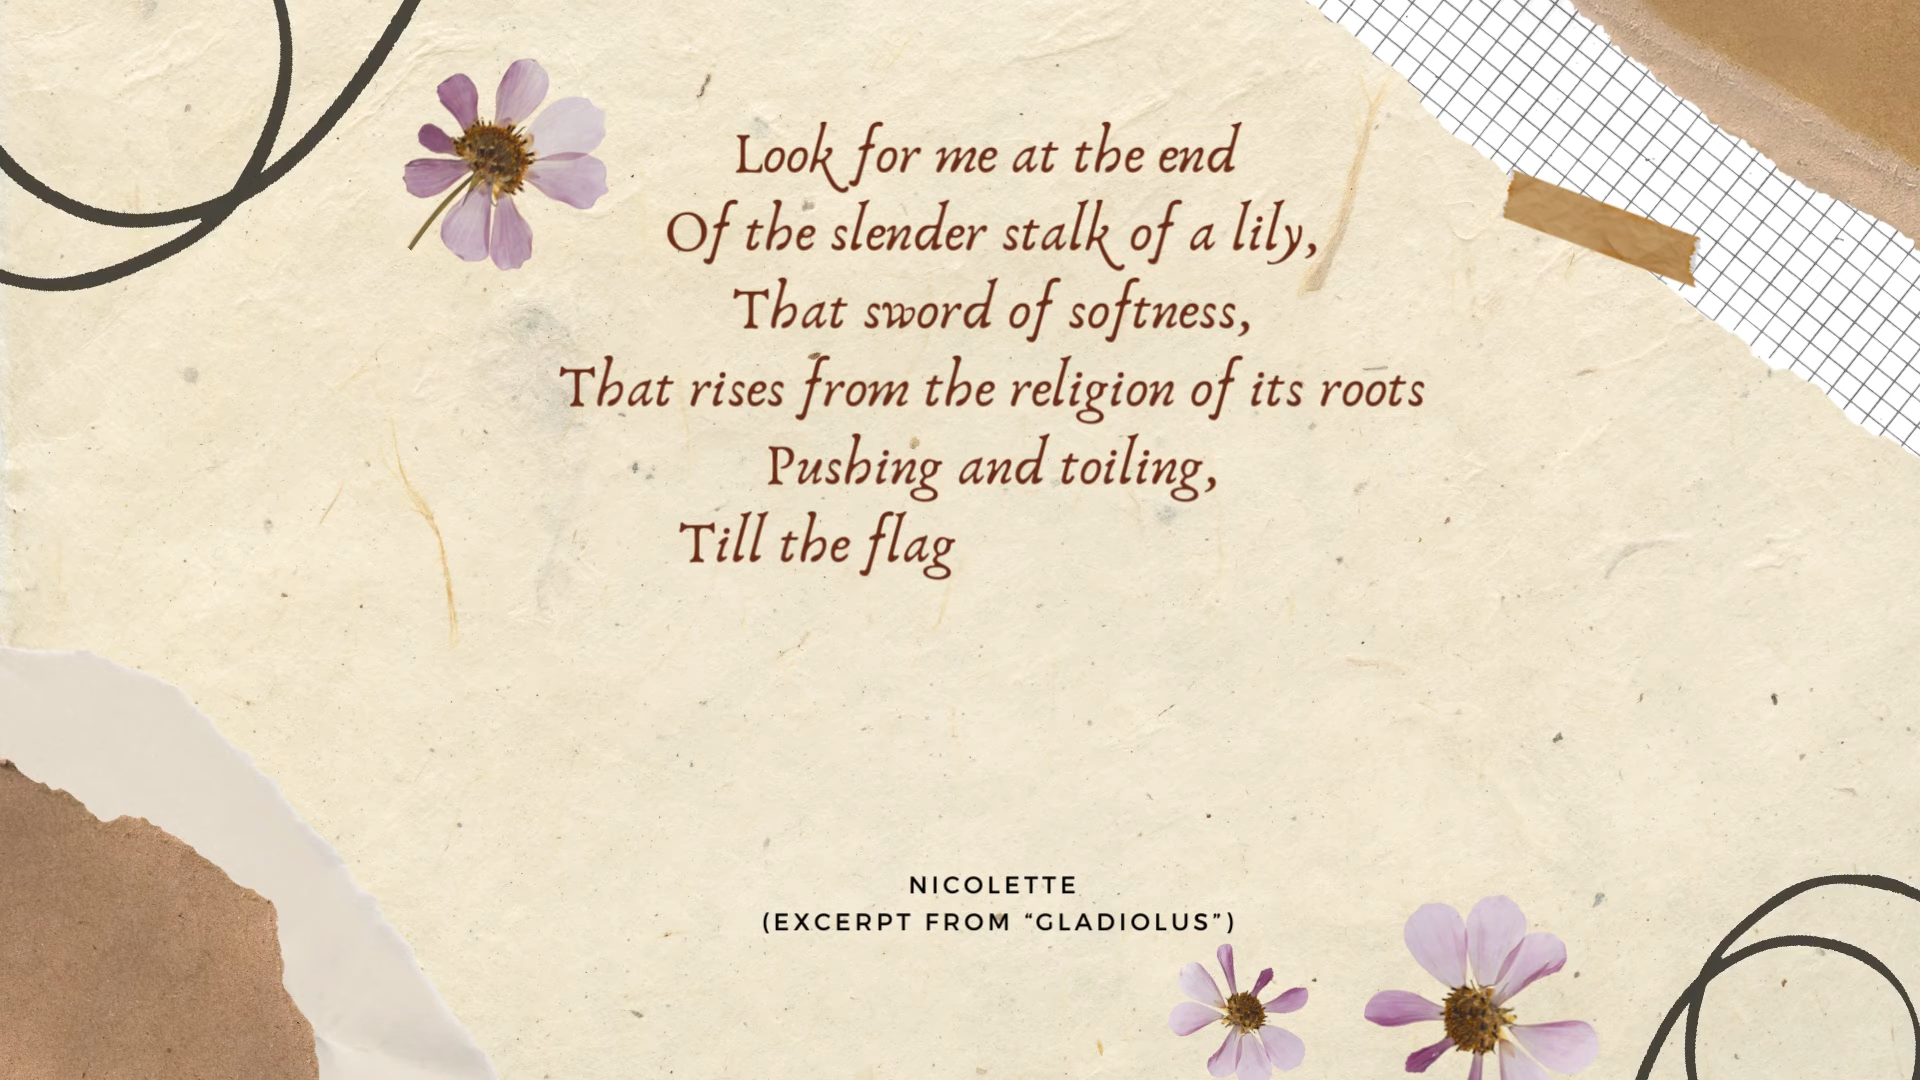 Look for me at the end
Of the slender stalk of a lily,
That sword of softness,
That rises from the religion of its roots
Pushing and toiling,
Till the flag
NICOLETTE
(EXCERPT FROM “GLADIOLUS”)